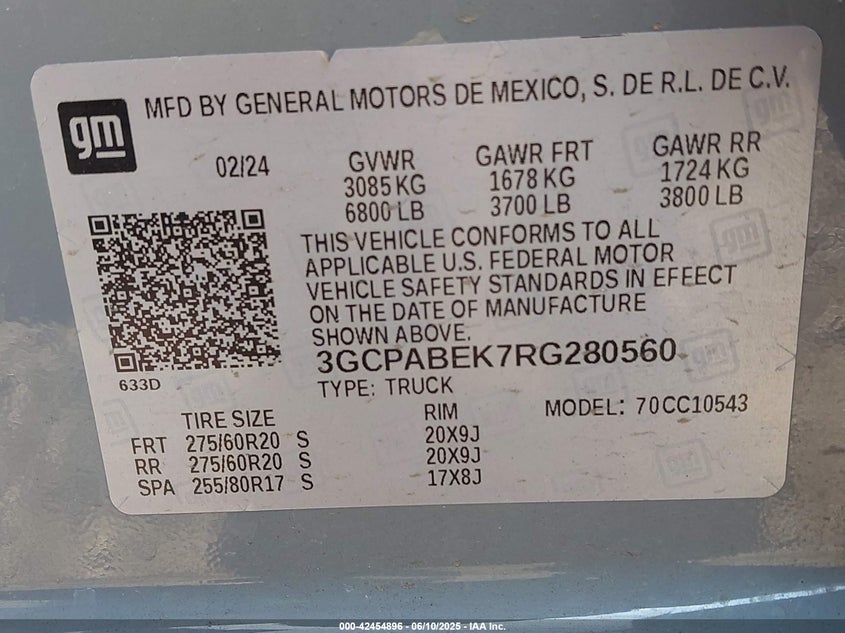 gm
MFD BY GENERAL MOTORS DE MEXICO, S. DE R.L. DE C.V.
02/24
GVWR GAWR FRT GAWR RR
3085 KG 1678 KG 1724 KG
6800 LB 3700 LB 3800 LB
THIS VEHICLE CONFORMS TO ALL
APPLICABLE U.S. FEDERAL MOTOR
VEHICLE SAFETY STANDARDS IN EFFECT
ON THE DATE OF MANUFACTURE
SHOWN ABOVE.
3GCPABEK7RG280560
633D
TYPE: TRUCK
MODEL: 70CC10543
TIRE SIZE RIM
FRT 275/60R20 S 20X9J
RR 275/60R20 S 20X9J
SPA 255/80R17 S 17X8J
000-42454896 - 06/10/2025 - IAA Inc.